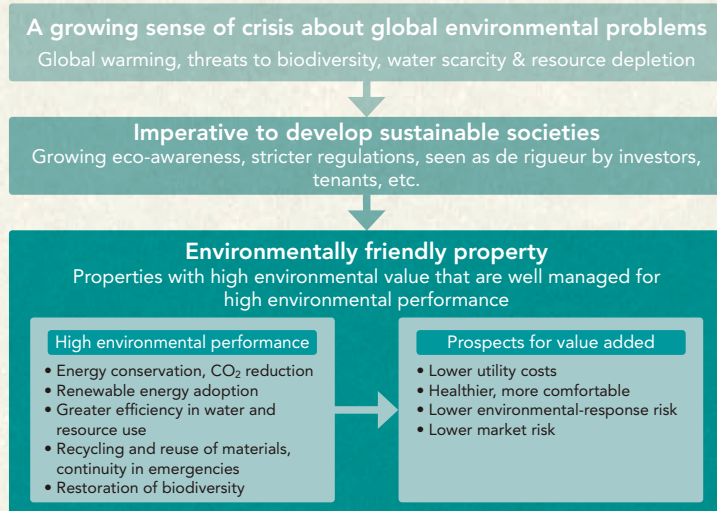 A growing sense of crisis about global environmental problems
Global warming, threats to biodiversity, water scarcity & resource depletion
Imperative to develop sustainable societies
Growing eco-awareness, stricter regulations, seen as de rigueur by investors,
tenants, etc.
Environmentally friendly property
Properties with high environmental value that are well managed for
high environmental performance
High environmental performance
• Energy conservation, CO₂ reduction
• Renewable energy adoption
• Greater efficiency in water and
resource use
• Recycling and reuse of materials,
continuity in emergencies
• Restoration of biodiversity
Prospects for value added
• Lower utility costs
• Healthier, more comfortable
• Lower environmental-response risk
• Lower market risk